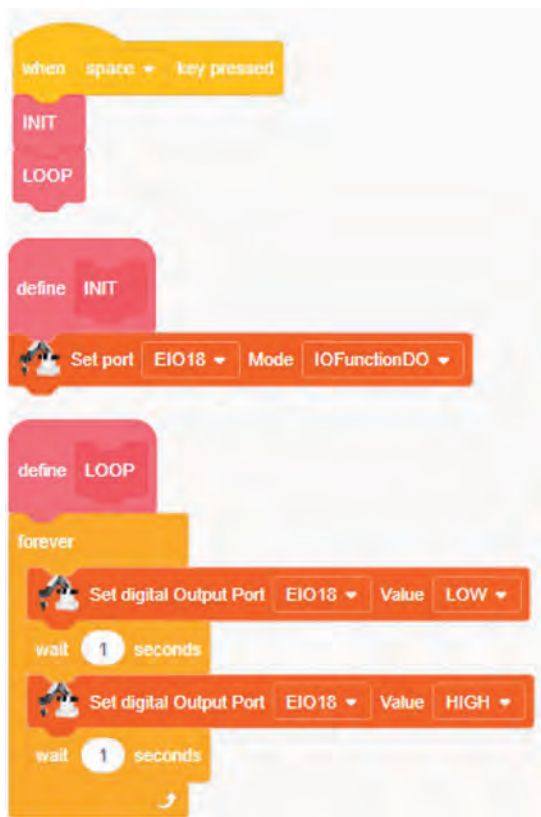 when space key pressed
INIT
LOOP
define INIT
Set port EIO18 Mode IOFunctionDO
define LOOP
forever
Set digital Output Port EIO18 Value LOW
wait 1 seconds
Set digital Output Port EIO18 Value HIGH
wait 1 seconds